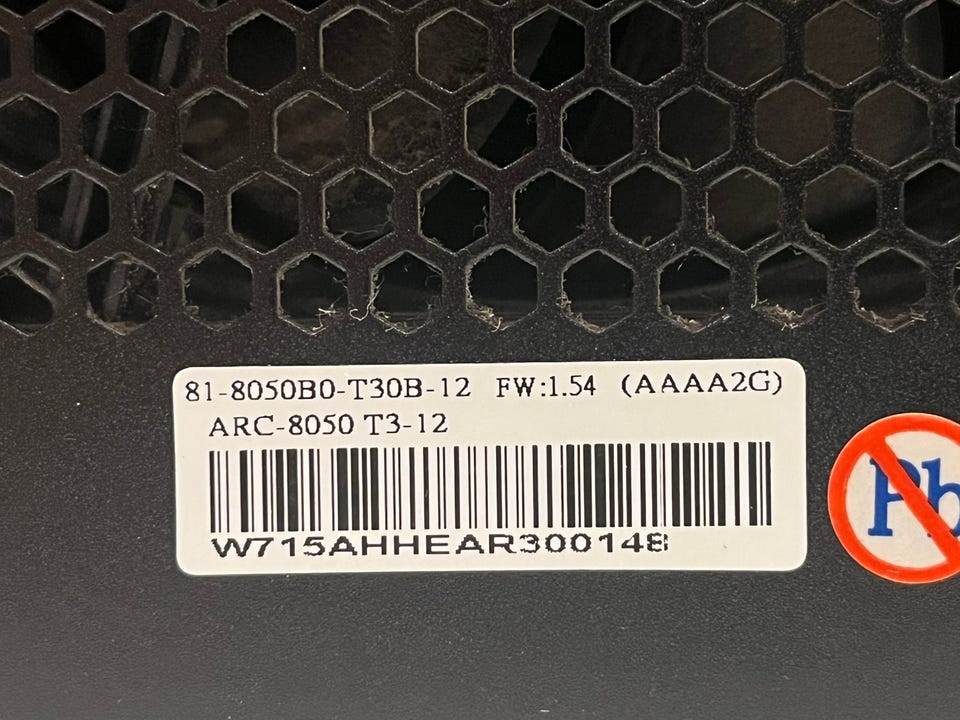 81-8050B0-T30B-12 FW:1.54 (AAAA2G)
ARC-8050 T3-12
W715AHHEAR300148
Pb